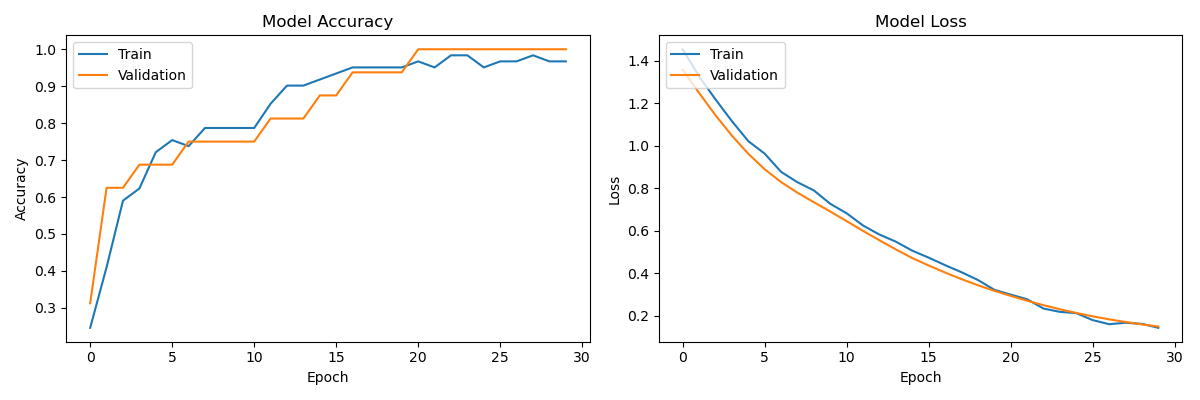 Model Accuracy
Train
Validation
1.0
0.9
0.8
0.7
0.6
0.5
0.4
0.3
Accuracy
0 5 10 15 20 25 30
Epoch
Model Loss
Train
Validation
1.4
1.2
1.0
0.8
0.6
0.4
0.2
Loss
0 5 10 15 20 25 30
Epoch